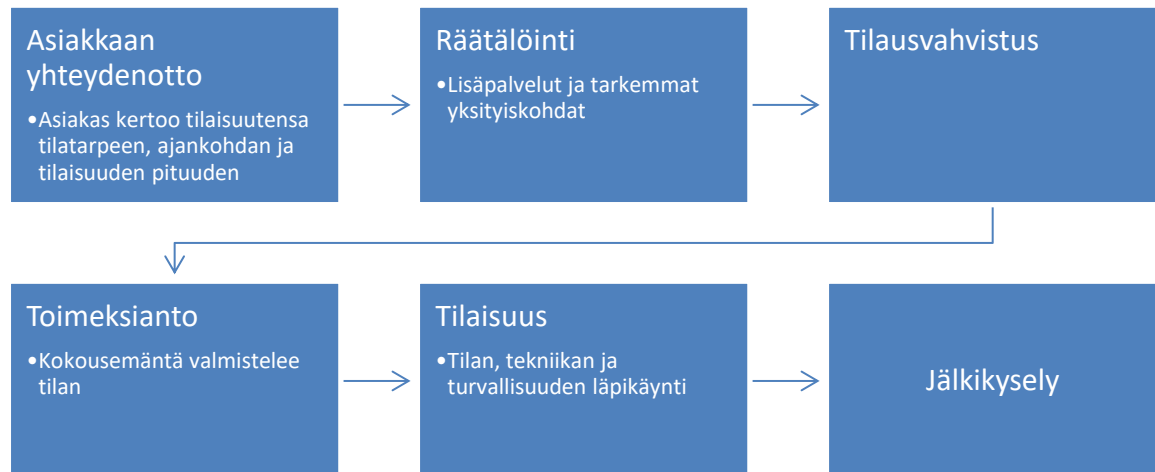 Asiakkaan
yhteydenotto
•Asiakas kertoo tilaisuutensa
tilatarpeen, ajankohdan ja
tilaisuuden pituuden
Räätälöinti
•Lisäpalvelut ja tarkemmat
yksityiskohdat
Tilausvahvistus
Toimeksianto
•Kokousemäntä valmistelee
tilan
Tilaisuus
•Tilan, tekniikan ja
turvallisuuden läpikäynti
Jälkikysely